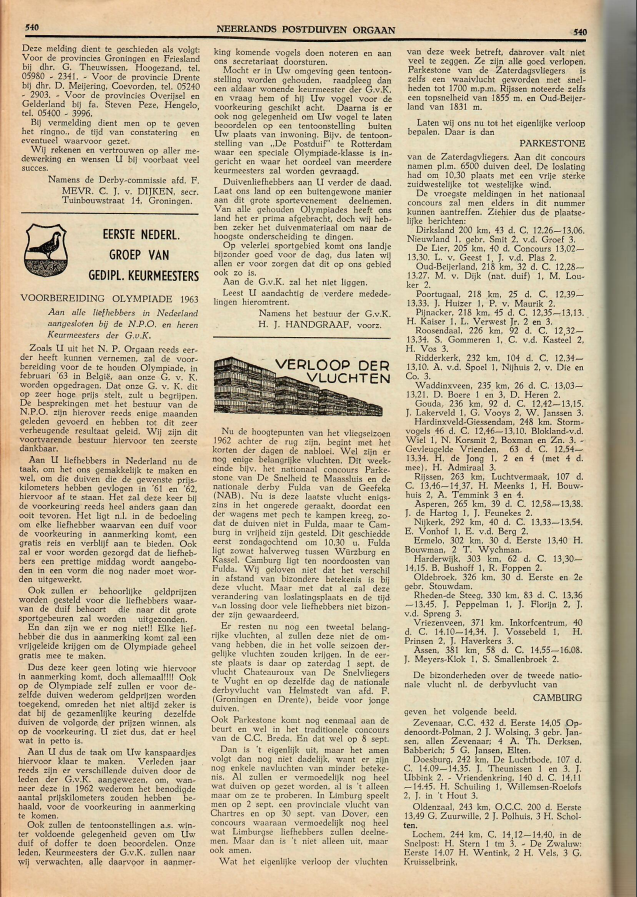 540
NEERLANDS POSTDUIVEN ORGAAN
540
Deze melding dient te geschieden als volgt:
Voor de provincies Groningen en Friesland
bij dhr. G. Theuwissen, Hoogezand, tel.
05980 - 2341. - Voor de provincie Drente
bij dhr. D. Meijering, Coevorden, tel. 05240
- 2903. - Voor de provincies Overijsel en
Gelderland bij fa. Steven Peze, Hengelo,
tel. 05400 - 3996.
Bij vermelding dient men op te geven
het ringno., de tijd van constatering en
eventueel waarvoor gezet.
Wij rekenen en vertrouwen op aller me-
dewerking en wensen U bij voorbaat veel
succes.
Namens de Derby-commissie afd. F.
MEVR. C. J. v. DIJKEN, secr.
Tuinbouwstraat 14, Groningen.
EERSTE NEDERL.
GROEP VAN
GEDIPL. KEURMEESTERS
VOORBEREIDING OLYMPIADE 1963
Aan alle liefhebbers in Nedeland
aangesloten bij de N.P.O. en heren
Keurmeesters der G.v.K.
Zoals U uit het N. P. Orgaan reeds eer-
der heeft kunnen vernemen, zal de voor-
bereiding voor de te houden Olympiade, in
februari '63 in België, aan onze G. v. K.
worden opgedragen. Dat onze G. v. K. dit
op zeer hoge prijs stelt, zult u begrijpen.
De besprekingen met het bestuur van de
N.P.O. zijn hierover reeds enige maanden
geleden gevoerd en hebben tot dit zeer
verheugende resultaat geleid. Wij zijn dit
voortvarende bestuur hiervoor ten zeerste
dankbaar.
Aan U liefhebbers in Nederland nu de
taak, om het ons gemakkelijk te maken en
wel, om die duiven die de gewenste prijs-
kilometers hebben gevlogen in '61 en '62,
hiervoor af te staan. Het zal deze keer bij
de voorkeuring reeds heel anders gaan dan
ooit tevoren. Het ligt n.l. in de bedoeling
om elke liefhebber waarvan een duif voor
de voorkeuring in aanmerking komt, een
gratis reis en verblijf aan te bieden. Ook
zal er voor worden gezorgd dat de liefheb-
bers een prettige middag wordt aangebo-
den in een vorm die nog nader moet wor-
den uitgewerkt.
Ook zullen er behoorlijke geldprijzen
worden gesteld voor die liefhebbers waar-
van de duif behoort die naar dit grote
sportgebeuren zal worden uitgezonden.
En dan zijn we er nog niet!! Elke lief-
hebber die dus in aanmerking komt zal een
vrijgeleide krijgen om de Olympiade geheel
gratis mee te maken.
Dus deze keer geen loting wie hiervoor
in aanmerking komt, doch allemaal!!!! Ook
op de Olympiade zelf zullen er voor de-
zelfde duiven wederom geldprijzen worden
toegekend, omreden het niet altijd zeker is
dat bij de gezamenlijke keuring dezelfde
duiven de volgorde der prijzen winnen, als
op de voorkeuring. U ziet dus, dat er heel
wat in petto is.
Aan U dus de taak om Uw kanspaardjes
hiervoor klaar te maken. Verleden jaar
reeds zijn er verschillende duiven door de
leden der G.v.K. aangewezen, om, wan-
neer deze in 1962 wederom het benodigde
aantal prijskilometers zouden hebben be-
haald, voor de voorkeuring in aanmerking
te komen.
Ook zullen de tentoonstellingen a.s. win-
ter voldoende gelegenheid geven om Uw
duif of doffer te doen beoordelen. Onze
leden, Keurmeesters der G.v.K. zullen naar
wij verwachten, alle daarvoor in aanmer-
king komende vogels doen noteren en aan
ons secretariaat doorsturen.
Mocht er in Uw omgeving geen tentoon-
stelling worden gehouden, raadpleeg dan
een aldaar wonende keurmeester der G.v.K.
en vraag hem of hij Uw vogel voor de
voorkeuring geschikt acht. Daarna is er
ook nog gelegenheid om Uw vogel te laten
beoordelen op een tentoonstelling buiten
Uw plaats van inwoning. Bijv. de tentoon-
stelling van „De Postduif" te Rotterdam
waar een speciale Olympiade-klasse is in-
gericht en waar het oordeel van meerdere
keurmeesters zal worden gevraagd.
Duivenliefhebbers aan U verder de daad.
Laat ons land op een buitengewone manier
aan dit grote sportevenement deelnemen.
Van alle gehouden Olympiades heeft ons
land het er prima afgebracht, doch wij heb-
ben zeker het duivenmateriaal om naar de
hoogste onderscheiding te dingen.
Op velerlei sportgebied komt ons landje
bijzonder goed voor de dag, dus laten wij
allen er voor zorgen dat dit op ons gebied
ook zo is.
Aan de G.v.K. zal het niet liggen.
Leest U aandachtig de verdere medede-
lingen hieromtrent.
Namens het bestuur der G.v.K.
H. J. HANDGRAAF, voorz.
VERLOOP DER
VLUCHTEN
Nu de hoogtepunten van het vliegseizoen
1962 achter de rug zijn, begint met het
korten der dagen de nabloei. Wel zijn er
nog enige belangrijke vluchten. Dit week-
einde bijv. het nationaal concours Parke-
stone van De Snelheid te Maassluis en de
nationale derby Fulda van de Geefeka
(NAB). Nu is deze laatste vlucht enigs-
zins in het ongerede geraakt, doordat een
der wagens met pech te kampen kreeg, zo-
dat de duiven niet in Fulda, maar te Cam-
burg in vrijheid zijn gesteld. Dit geschiedde
eerst zondagochtend om 10.30 u. Fulda
ligt zowat halverweg tussen Würzburg en
Kassel. Camburg ligt ten noordoosten van
Fulda. Wij geloven niet dat het verschil
in afstand van bizondere betekenis is bij
deze vlucht. Maar met dat al zal deze
verandering van loslatingsplaats en de tijd
van lossing door vele liefhebbers niet bizon-
der zijn gewaardeerd.
Er resten nu nog een tweetal belang-
rijke vluchten, al zullen deze niet de om-
vang hebben, die in het volle seizoen der-
gelijke vluchten zouden krijgen. In de eer-
ste plaats is daar op zaterdag 1 sept. de
vlucht Chateauroux van De Snelvliegers
te Vught en op dezelfde dag de nationale
derbyvlucht van Helmstedt van afd. F.
(Groningen en Drente), beide voor jonge
duiven.
Ook Parkestone komt nog eenmaal aan de
beurt en wel in het traditionele concours
van de C.C. Breda. En dat wel op 8 sept.
Dan is 't eigenlijk uit, maar het amen
volgt dan nog niet dadelijk, want er zijn
nog enkele navluchten van minder beteke-
nis. Al zullen er vermoedelijk nog heel
wat duiven op gezet worden, al is 't alleen
maar om ze te proberen. In Limburg speelt
men op 2 sept. een provinciale vlucht van
Chartres en op 30 sept. van Dover, een
concours waaraan vermoedelijk nog heel
wat Limburgse liefhebbers zullen deelne-
men. Maar dan is 't niet alleen uit, maar
ook amen.
Wat het eigenlijke verloop der vluchten
van deze week betreft, daarover valt niet
veel te zeggen. Ze zijn alle goed verlopen.
Parkestone van de Zaterdagsvliegers is
zelfs een waaivlucht geworden met snel-
heden tot 1700 m.p.m. Rijssen noteerde zelfs
een topsnelheid van 1855 m. en Oud-Beijer-
land van 1831 m.
Laten wij ons nu tot het eigenlijke verloop
bepalen. Daar is dan
PARKESTONE
van de Zaterdagsvliegers. Aan dit concours
namen pl.m. 6500 duiven deel. De loslating
had om 10.30 plaats met een vrije sterke
zuidwestelijke tot westelijke wind.
De vroegste meldingen in het nationaal
concours zal men elders in dit nummer
kunnen aantreffen. Ziehier dus de plaatse-
lijke berichten:
Dirksland 200 km, 43 d. C. 12.26—13.06.
Nieuwland 1, gebr. Smit 2, v.d. Groef 3.
De Lier, 205 km, 40 d. Concours 13.02—
13.30. L. v. Geest 1, J. v.d. Plas 2.
Oud-Beijerland, 218 km, 32 d. C. 12.28—
13.27. M. v. Dijk (nat. duif) 1, M. Lou-
ker 2.
Poortugaal, 218 km, 25 d. C. 12.39—
13.33. J. Huizer 1, P. v. Maurik 2.
Pijnacker, 218 km, 45 d. C. 12.35—13.13.
H. Kaiser 1, L. Verwest Jr. 2 en 3.
Roosendaal, 226 km, 92 d. C. 12.32—
13.34. S. Gommeren 1, C. v.d. Kasteel 2,
H. Vos 3.
Ridderkerk, 232 km, 104 d. C. 12.34—
13.10. A. v.d. Spoel 1, Nijhuis 2, v. Die en
Co. 3.
Waddinxveen, 235 km, 26 d. C. 13,03—
13.21. D. Boere 1 en 3, D. Heren 2.
Gouda, 236 km, 92 d. C. 12.42—13.15.
J. Lakerveld 1, G. Vooys 2, W. Janssen 3.
Hardinxveld-Giessendam, 248 km. Storm-
vogels 46 d. C. 12,46—13.10. Blokland-v.d.
Wiel 1, N. Korsmit 2, Boxman en Zn. 3. -
Gevleugelde Vrienden, 63 d. C. 12.54—
13.34. H. de Jong 1, 2 en 4 (met 4 d.
mee), H. Admiraal 3.
Rijssen, 263 km, Luchtvermaak, 107 d.
C. 13.46—14.37. H. Meenks 1, H. Bouw-
huis 2, A. Temmink 3 en 4.
Asperen, 265 km, 39 d. C. 12.58—13.38.
J. de Hartog 1, J. Feunekes 2.
Nijkerk, 292 km, 40 d. C. 13,33—13.54.
E. Vonhof 1, E. v.d. Berg 2.
Ermelo, 302 km, 30 d. Eerste 13.40 H.
Bouwman, 2 T. Wychman.
Harderwijk, 303 km, 62 d. C. 13.30—
14.15. B. Bushoff 1, R. Foppen 2.
Oldebroek, 326 km, 30 d. Eerste en 2e
gebr. Stouwdam.
Rheden-de Steeg, 330 km, 83 d. C. 13,36
—13.45. J. Peppelman 1, J. Florijn 2, J.
v.d. Spreng 3.
Vriezenveen, 371 km. Inkorfcentrum, 40
d. C. 14.10—14.34. J. Vossebeld 1, H.
Prinsen 2, J. Haverkers 3.
Assen, 381 km, 58 d. C. 14.55—16.08.
J. Meyers-Klok 1, S. Smallenbroek 2.
De bizonderheden over de tweede natio-
nale vlucht nl. de derbyvlucht van
CAMBURG
geven het volgende beeld.
Zevenaar, C.C. 432 d. Eerste 14.05 Op-
denoordt-Polman, 2 J. Wolsing, 3 gebr. Jan-
sen, allen Zevenaar; 4 A. Th. Derksen,
Babberich; 5 G. Jansen, Elten.
Doesburg, 242 km, De Luchtbode, 107 d.
C. 14.09—14.35. J. Theunissen 1 en 3, J.
Ubbink 2. - Vriendenkring, 140 d. C. 14.11
—14.45. H. Schuiling 1, Willemsen-Roelofs
2, J. in 't Hout 3.
Oldenzaal, 243 km, O.C.C. 200 d. Eerste
13,49 G. Zuurwille, 2 J. Polhuis, 3 H. Schol-
ten.
Lochem, 244 km, C. 14,12—14.40, in de
Snelpost: H. Stern 1 tm 3. - De Zwaluw:
Eerste 14.07 H. Wentink, 2 H. Vels, 3 G.
Kruisselbrink,